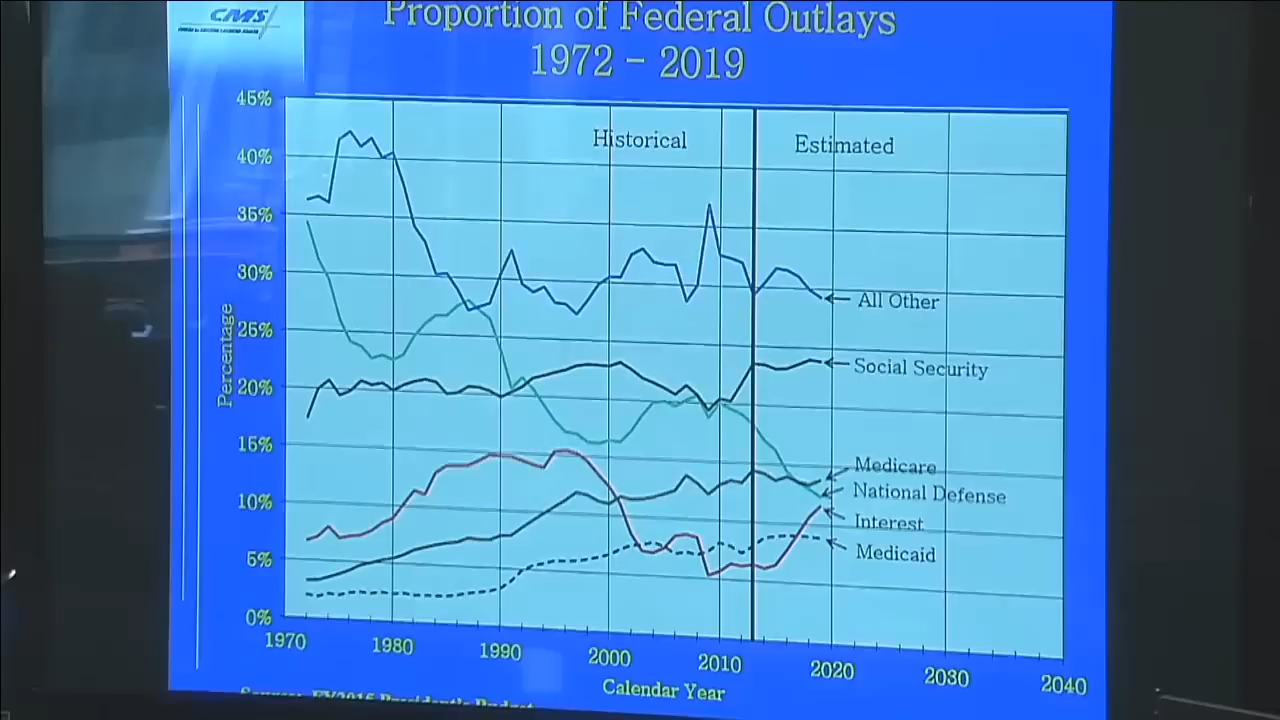 CMS
Proportion of Federal Outlays
1972 – 2019
45%
Historical
Estimated
40%
35%
30%
All Other
25%
Social Security
Percentage
20%
15%
Medicare
National Defense
10%
Interest
Medicaid
5%
0%
1970
1980
1990
2000
2010
2020
2030
2040
Calendar Year